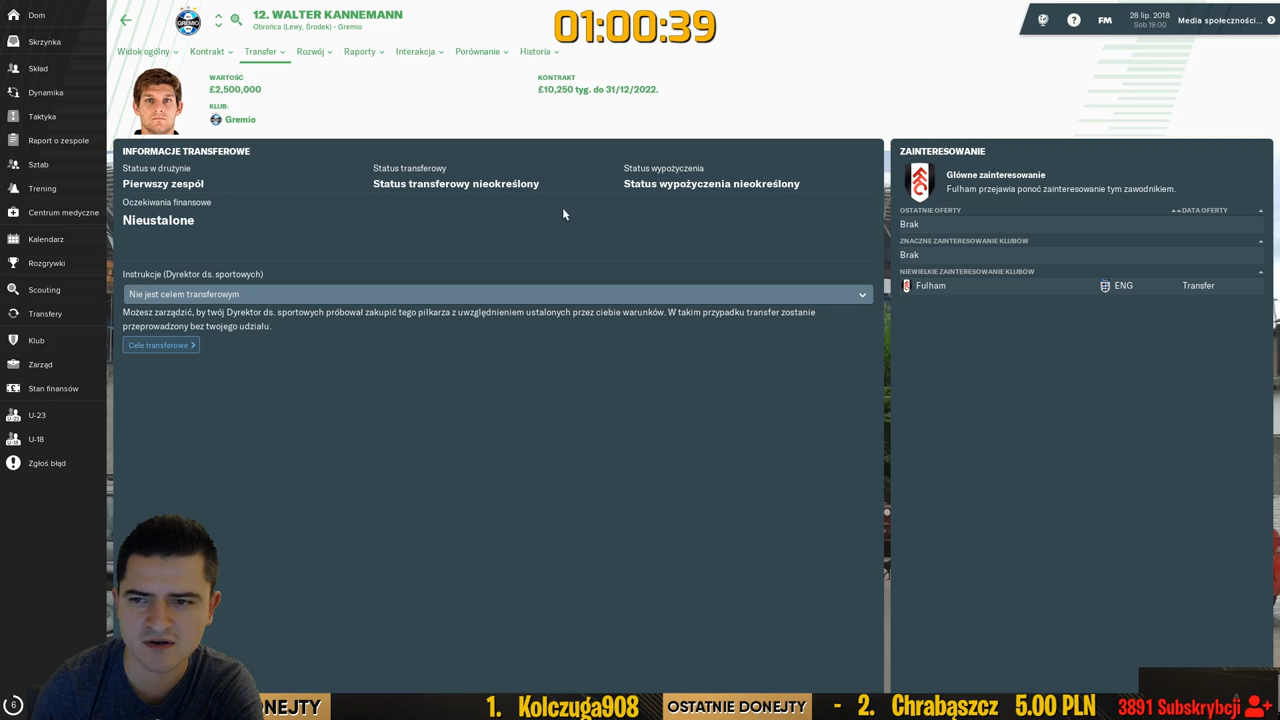 Dom
Skrzynka
Skład
Dynamika
Taktyka
Raport o zespole
Sztab
Trening
Centrum medyczne
Kalendarz
Rozgrywki
Scouting
Transfery
Klub
Zarząd
Stan finansów
U-23
U-18
Zgłoś błąd
6
12. WALTER KANNEMANN
Obrońca (Lewy, Środek) - Gremio
01:00:39
FM
28 lip. 2018
Sob 19:00
Media społeczności...
Widok ogólny
Kontrakt
Transfer
Rozwój
Raporty
Interakcja
Porównanie
Historia
WARTOŚĆ
£2,500,000
KLUB:
Gremio
KONTRAKT
£10,250 tyg. do 31/12/2022.
INFORMACJE TRANSFEROWE
Status w drużynie
Pierwszy zespół
Status transferowy
Status transferowy nieokreślony
Status wypożyczenia
Status wypożyczenia nieokreślony
Oczekiwania finansowe
Nieustalone
Instrukcje (Dyrektor ds. sportowych)
Nie jest celem transferowym
Możesz zarządzić, by twój Dyrektor ds. sportowych próbował zakupić tego piłkarza z uwzględnieniem ustalonych przez ciebie warunków. W takim przypadku transfer zostanie
przeprowadzony bez twojego udziału.
Cele transferowe
ZAINTERESOWANIE
Główne zainteresowanie
Fulham przejawia ponoć zainteresowanie tym zawodnikiem.
OSTATNIE OFERTY
DATA OFERTY
Brak
ZNACZNE ZAINTERESOWANIE KLUBÓW
Brak
NIEWIELKIE ZAINTERESOWANIE KLUBÓW
Fulham
ENG
Transfer
NEJTY
1. Kolczuga908
OSTATNIE DONEJTY
- 2. Chrabąszcz 5.00 PLN
3891 Subskrybcji